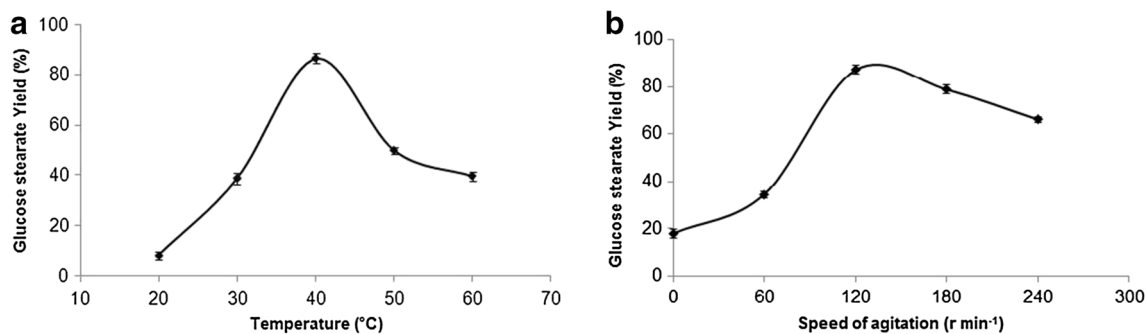 a
Glucose stearate Yield (%)
100
80
60
40
20
0
10 20 30 40 50 60 70
Temperature (°C)
b
Glucose stearate Yield (%)
100
80
60
40
20
0
0 60 120 180 240 300
Speed of agitation (r min-1)